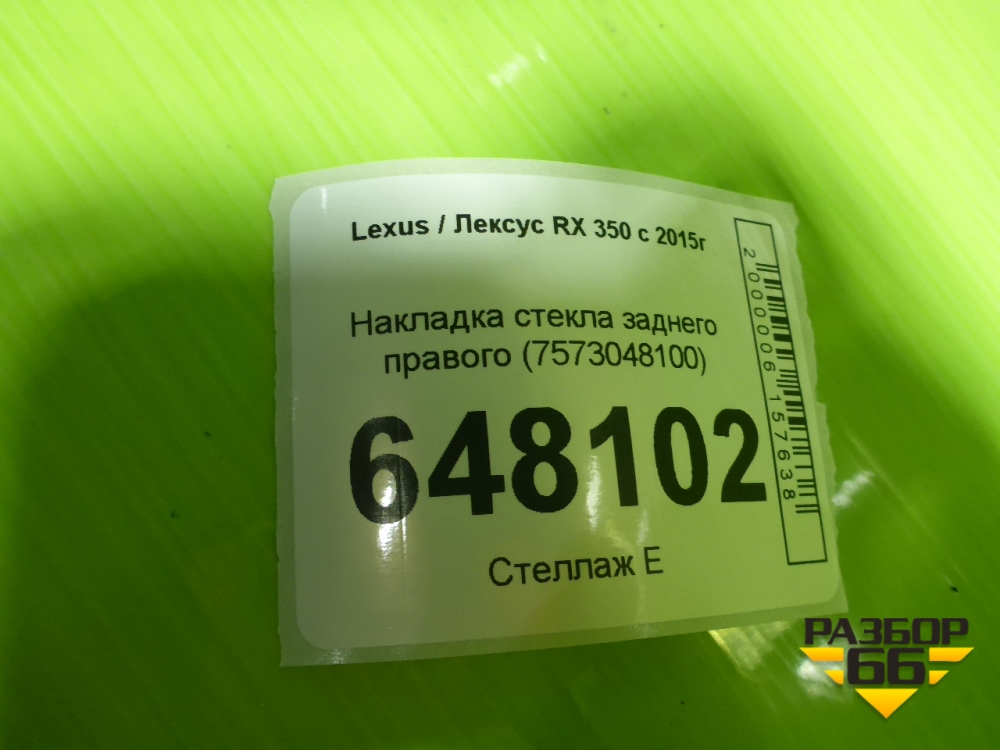 Lexus / Лексус RX 350 с 2015г
Накладка стекла заднего
правого (7573048100)
648102
Стеллаж Е
2000006157638
РАЗБОР
66